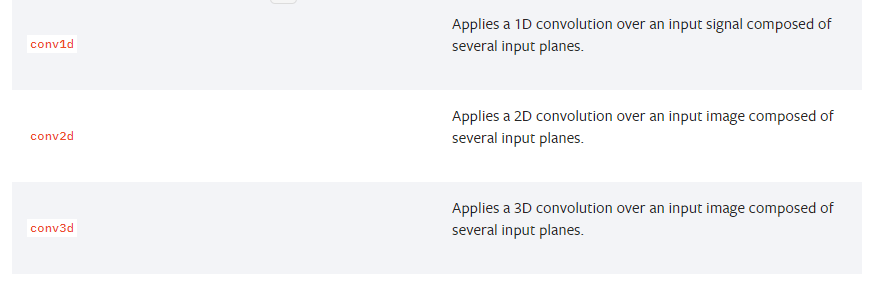 conv1d
Applies a 1D convolution over an input signal composed of
several input planes.
conv2d
Applies a 2D convolution over an input image composed of
several input planes.
conv3d
Applies a 3D convolution over an input image composed of
several input planes.